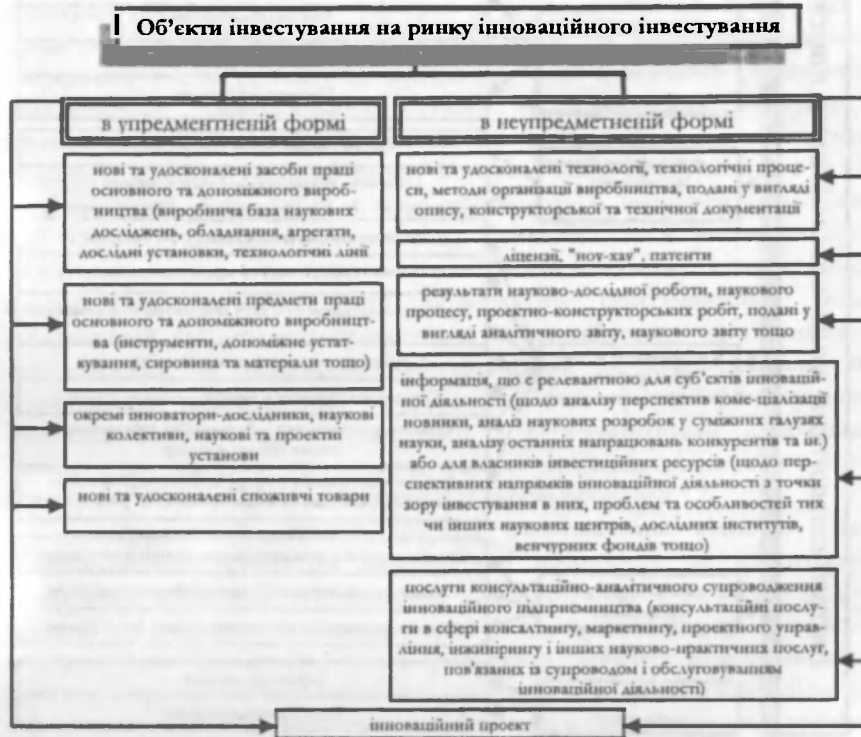 Об’єкти інвестування на ринку інноваційного інвестування
в упредментненій формі
нові та удосконалені засоби праці
основного та допоміжного вироб-
ництва (виробнича база наукових
досліджень, обладнання, агрегати,
дослідні установки, технологічні лінії
нові та удосконалені предмети праці
основного та допоміжного виробницт-
ва (інструменти, допоміжне устат-
кування, сировина та матеріали тощо)
окремі інноватори-дослідники, наукові
колективи, наукові та проектні
установи
нові та удосконалені споживчі товари
в неупредметненій формі
нові та удосконалені технології, технологічні проце-
си, методи організації виробництва, подані у вигляді
опису, конструкторської та технічної документації
ліцензії, "ноу-хау", патенти
результати науково-дослідної роботи, наукового
процесу, проектно-конструкторських робіт, подані у
вигляді аналітичного звіту, наукового звіту тощо
інформація, що є релевантною для суб’єктів інновацій-
ної діяльності (щодо аналізу перспектив коме-ціалізації
новинки, аналіз наукових розробок у суміжних галузях
науки, аналізу останніх напрацювань конкурентів та ін.)
або для власників інвестиційних ресурсів (щодо пер-
спективних напрямків інноваційної діяльності з точки
зору інвестування в них, проблем та особливостей тих
чи інших наукових центрів, дослідних інститутів,
венчурних фондів тощо)
послуги консультаційно-аналітичного супроводження
інноваційного підприємництва (консультаційні послу-
ги в сфері консалтингу, маркетингу, проектного управ-
ління, інжинірингу і інших науково-практичних послуг,
пов’язаних із супроводом і обслуговуванням
інноваційної діяльності)
інноваційний проект